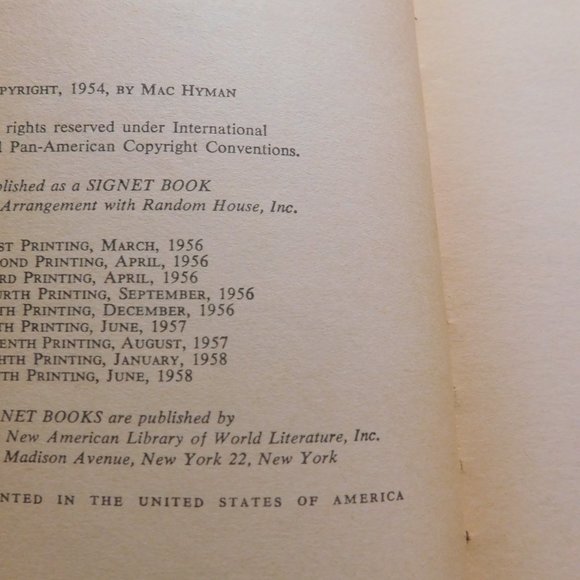 PYRIGHT, 1954, BY MAC HYMAN
rights reserved under International
Pan-American Copyright Conventions.
blished as a SIGNET BOOK
Arrangement with Random House, Inc.
ST PRINTING, MARCH, 1956
OND PRINTING, APRIL, 1956
RD PRINTING, APRIL, 1956
URTH PRINTING, SEPTEMBER, 1956
TH PRINTING, DECEMBER, 1956
TH PRINTING, JUNE, 1957
ENTH PRINTING, AUGUST, 1957
HTH PRINTING, JANUARY, 1958
TH PRINTING, JUNE, 1958
NET BOOKS are published by
New American Library of World Literature, Inc.
Madison Avenue, New York 22, New York
NTED IN THE UNITED STATES OF AMERICA